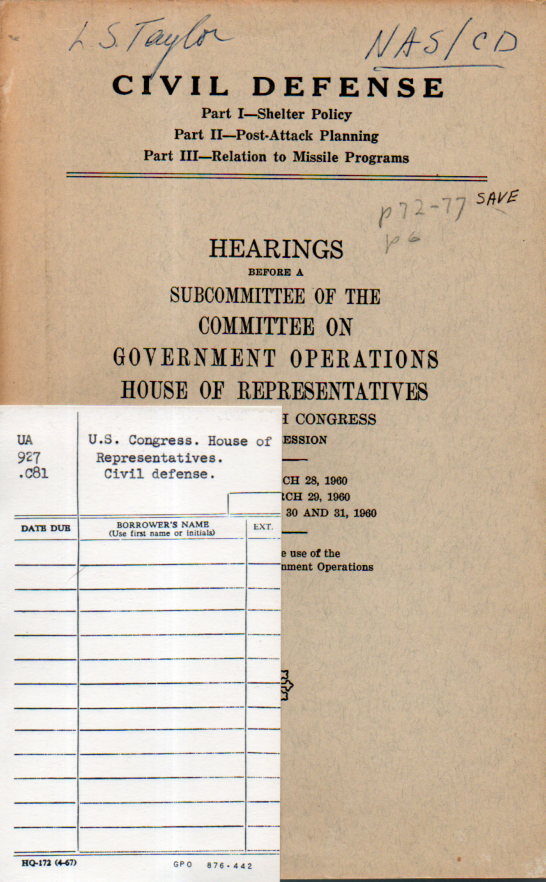 L S. Taylor
NAS/CD
CIVIL DEFENSE
Part I—Shelter Policy
Part II—Post-Attack Planning
Part III—Relation to Missile Programs
p72-77 SAVE
p6
HEARINGS
BEFORE A
SUBCOMMITTEE OF THE
COMMITTEE ON
GOVERNMENT OPERATIONS
HOUSE OF REPRESENTATIVES
H CONGRESS
ESSION
CH 28, 1960
RCH 29, 1960
30 AND 31, 1960
e use of the
nment Operations
UA
927
.C81
U.S. Congress. House of
Representatives.
Civil defense.
DATE DUE
BORROWER'S NAME
(Use first name or initials)
EXT.
HQ-172 (4-67)
GPO 876-442